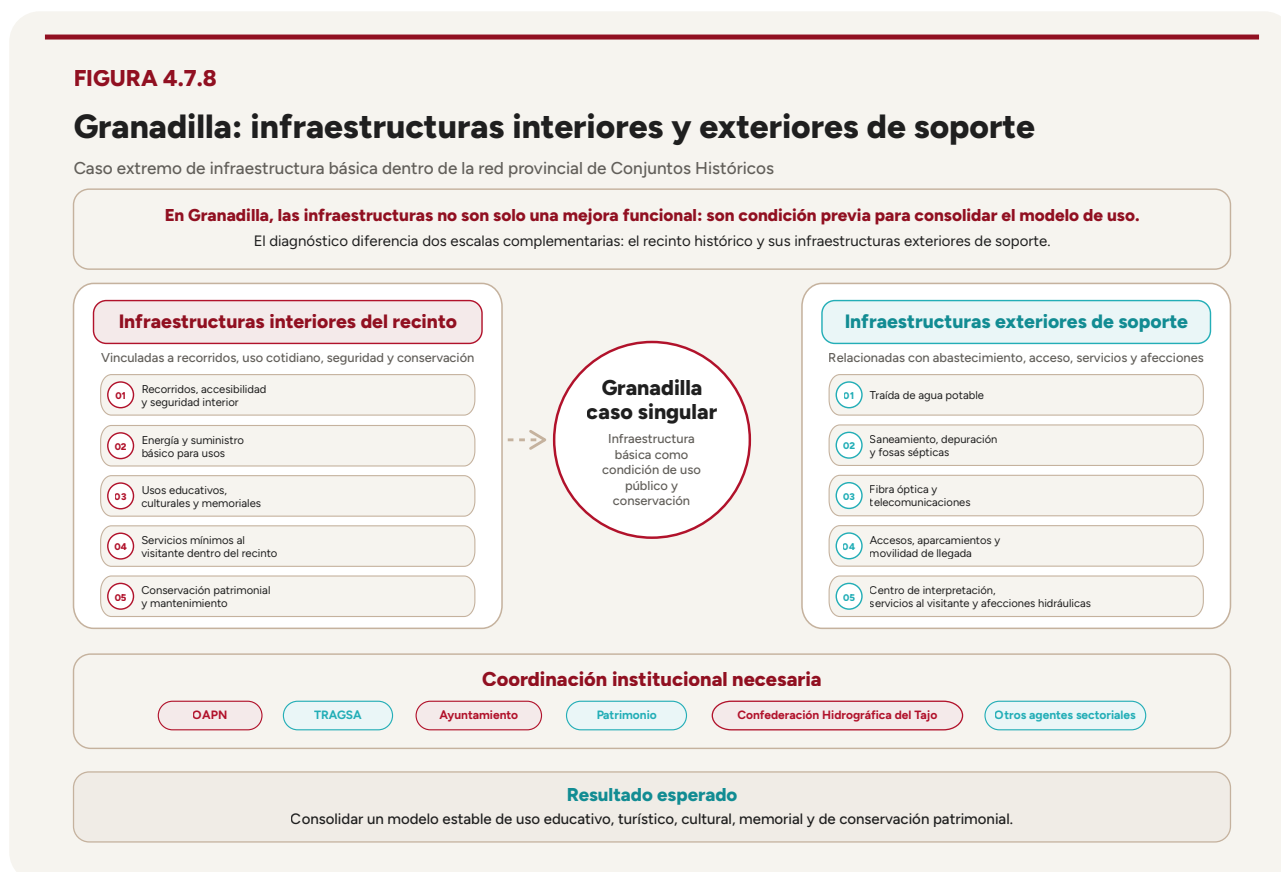 FIGURA 4.7.8
Granadilla: infraestructuras interiores y exteriores de soporte
Caso extremo de infraestructura básica dentro de la red provincial de Conjuntos Históricos
En Granadilla, las infraestructuras no son solo una mejora funcional: son condición previa para consolidar el modelo de uso.
El diagnóstico diferencia dos escalas complementarias: el recinto histórico y sus infraestructuras exteriores de soporte.
Infraestructuras interiores del recinto
Vinculadas a recorridos, uso cotidiano, seguridad y conservación
01
Recorridos, accesibilidad
y seguridad interior
02
Energía y suministro
básico para usos
03
Usos educativos,
culturales y memoriales
04
Servicios mínimos al
visitante dentro del recinto
05
Conservación patrimonial
y mantenimiento
Granadilla
caso singular
Infraestructura
básica como
condición de uso
público y
conservación
Infraestructuras exteriores de soporte
Relacionadas con abastecimiento, acceso, servicios y afecciones
01
Traída de agua potable
02
Saneamiento, depuración
y fosas sépticas
03
Fibra óptica y
telecomunicaciones
04
Accesos, aparcamientos y
movilidad de llegada
05
Centro de interpretación,
servicios al visitante y afecciones hidráulicas
Coordinación institucional necesaria
OAPN
TRAGSA
Ayuntamiento
Patrimonio
Confederación Hidrográfica del Tajo
Otros agentes sectoriales
Resultado esperado
Consolidar un modelo estable de uso educativo, turístico, cultural, memorial y de conservación patrimonial.